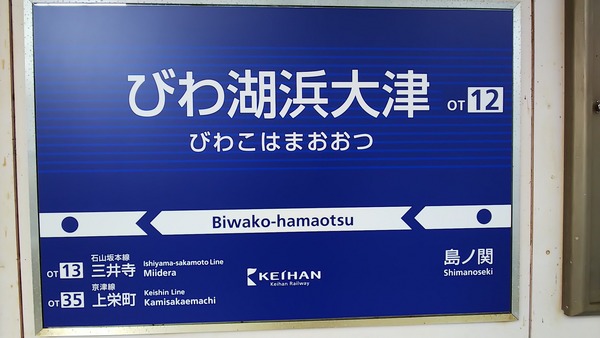 びわ湖浜大津 OT 12
びわこはまおおつ
Biwako-hamaotsu
石山坂本線 Ishiyama-sakamoto Line
OT 13 三井寺 Miidera
京津線 Keishin Line
OT 35 上栄町 Kamisakaemachi
KEIHAN
Keihan Railway
島ノ関
Shimanoseki